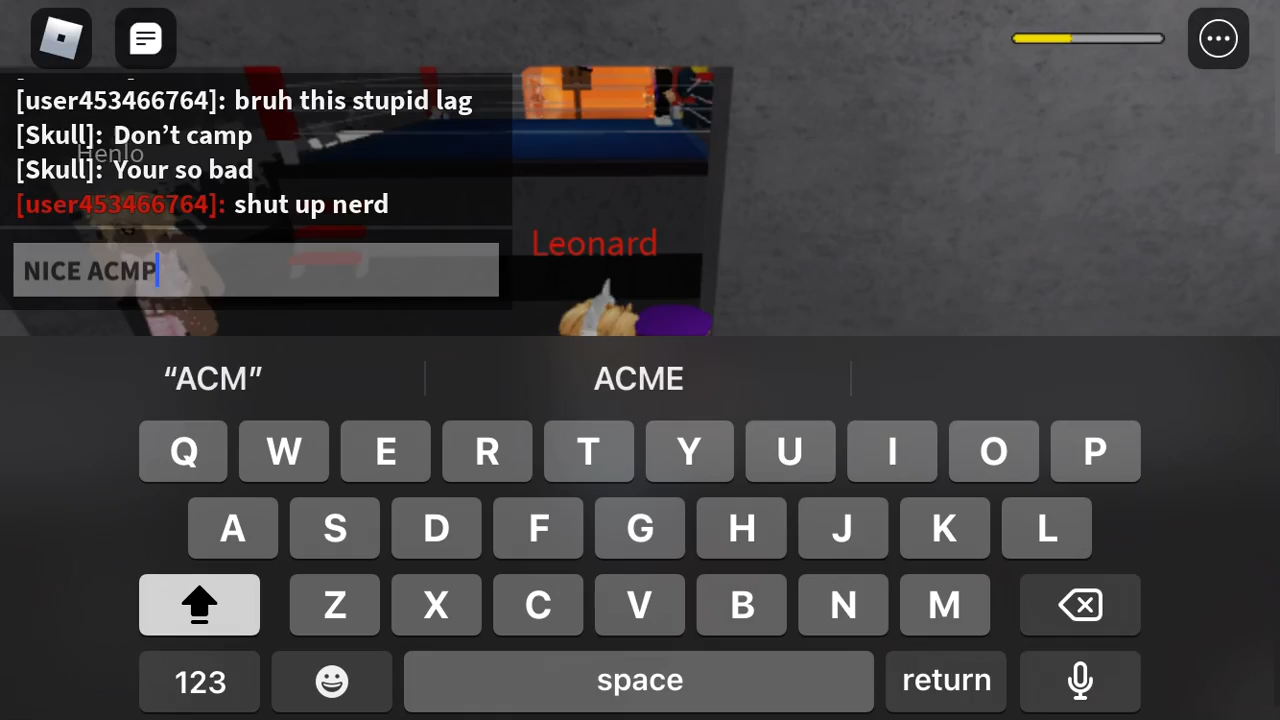 [user453466764]: bruh this stupid lag
[Skull]: Don’t camp
Henlo
[Skull]: Your so bad
[user453466764]: shut up nerd
Leonard
NICE ACMP
“ACM” ACME
Q W E R T Y U I O P
A S D F G H J K L
Z X C V B N M
123 space return